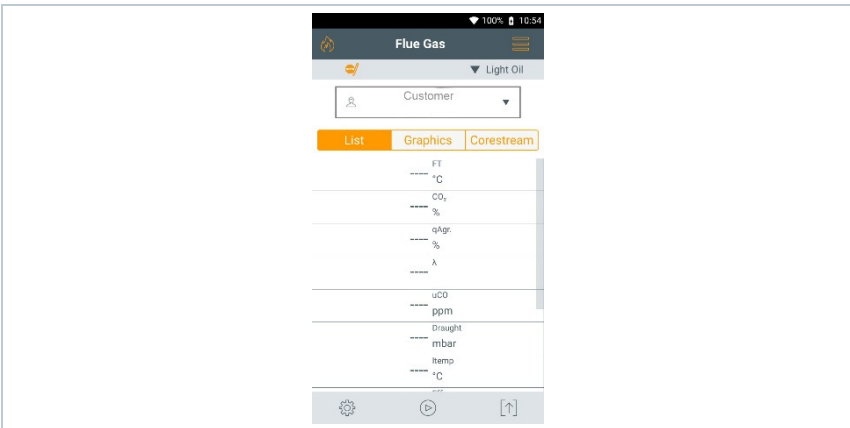 100% 10:54
Flue Gas
Light Oil
Customer
List Graphics Corestream
FT
---- °C
CO₂
---- %
qAgr.
---- %
λ
----
uCO
---- ppm
Draught
---- mbar
Itemp
---- °C